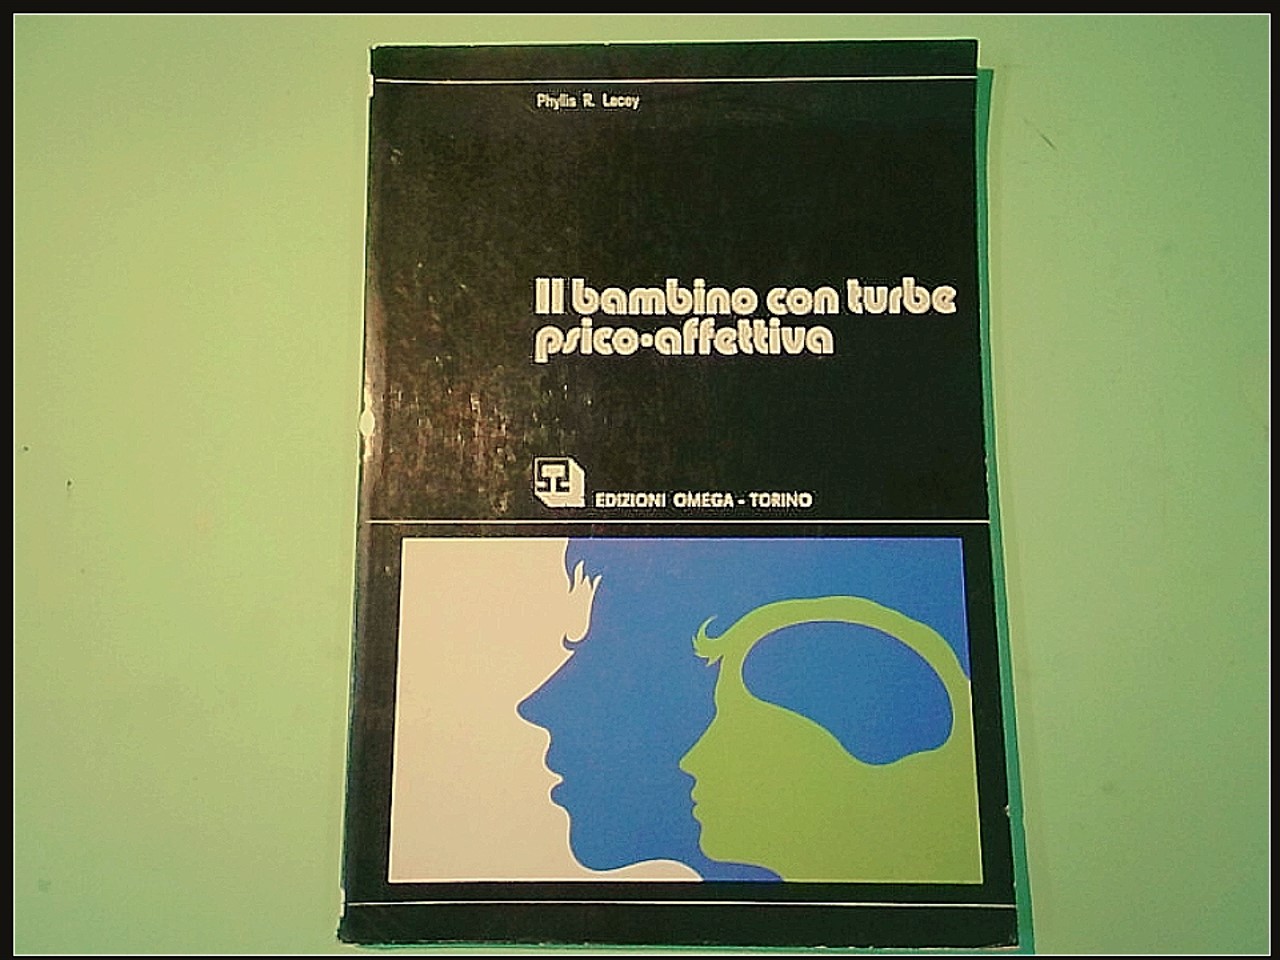 Phyllis R. Lacey
Il bambino con turbe
psico-affettiva
EDIZIONI OMEGA - TORINO